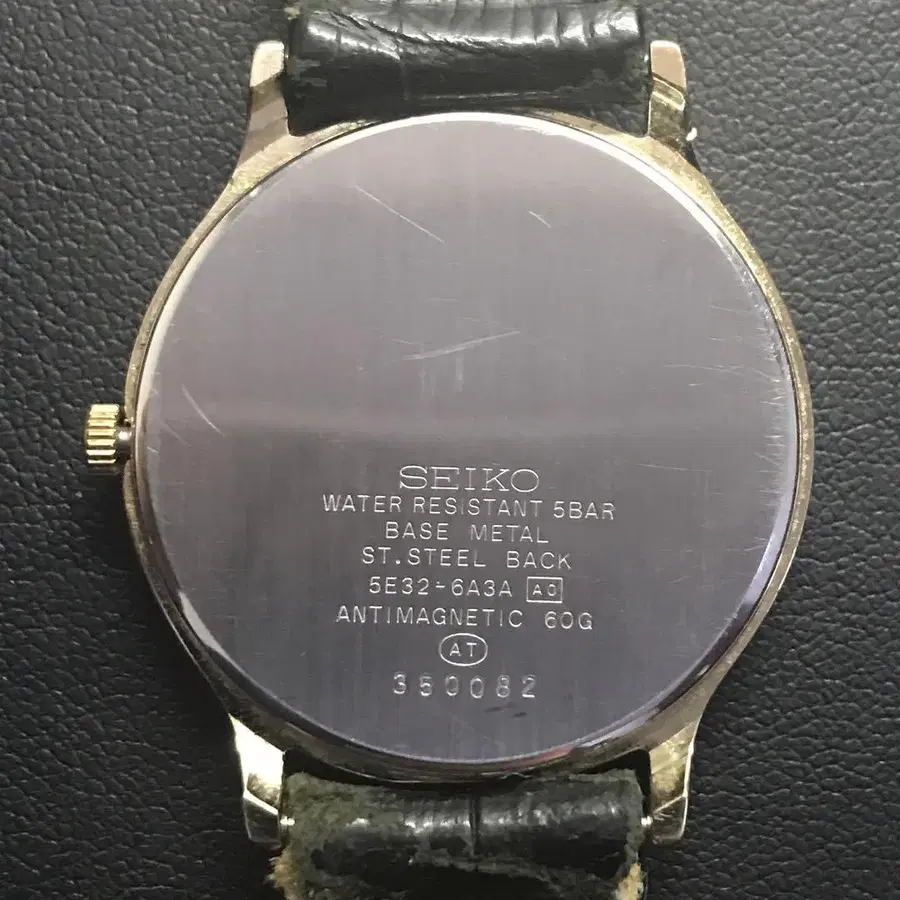 SEIKO
WATER RESISTANT 5BAR
BASE METAL
ST.STEEL BACK
5E32-6A3A A0
ANTIMAGNETIC 60G
AT
350082